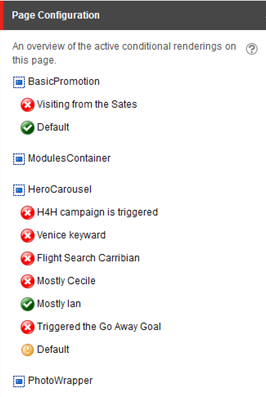 Page Configuration
An overview of the active conditional renderings on
this page.
BasicPromotion
Visiting from the Sates
Default
ModulesContainer
HeroCarousel
H4H campaign is triggered
Venice keyward
Flight Search Carribian
Mostly Cecile
Mostly Ian
Triggered the Go Away Goal
Default
PhotoWrapper